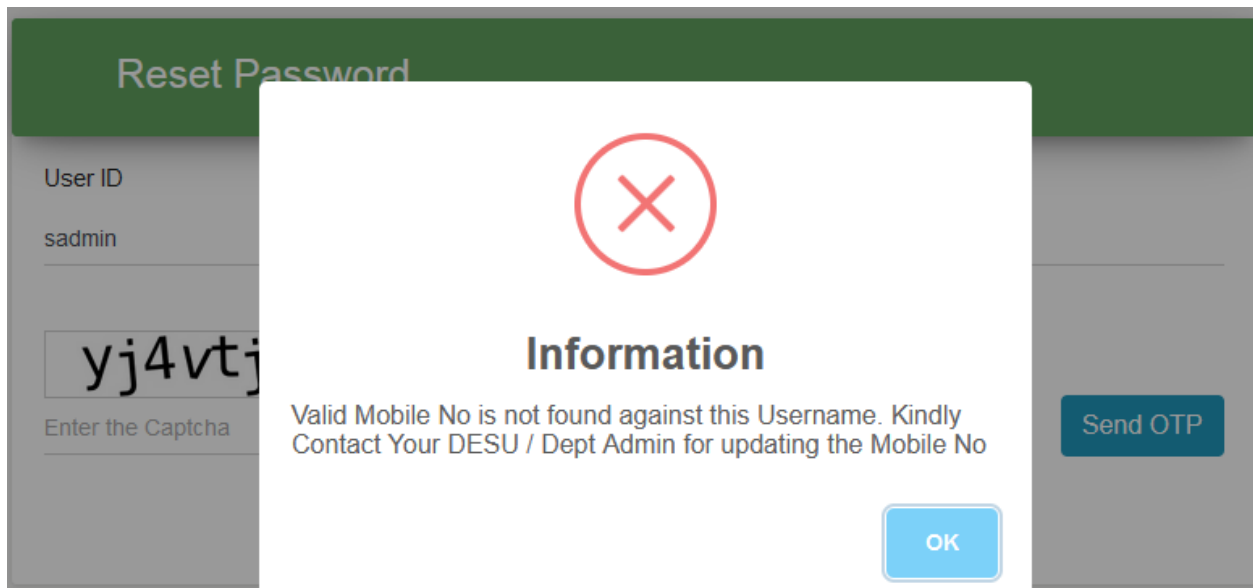 Reset Password
User ID
sadmin
yj4vtj
Information
Valid Mobile No is not found against this Username. Kindly
Contact Your DESU / Dept Admin for updating the Mobile No
Enter the Captcha
Send OTP
OK